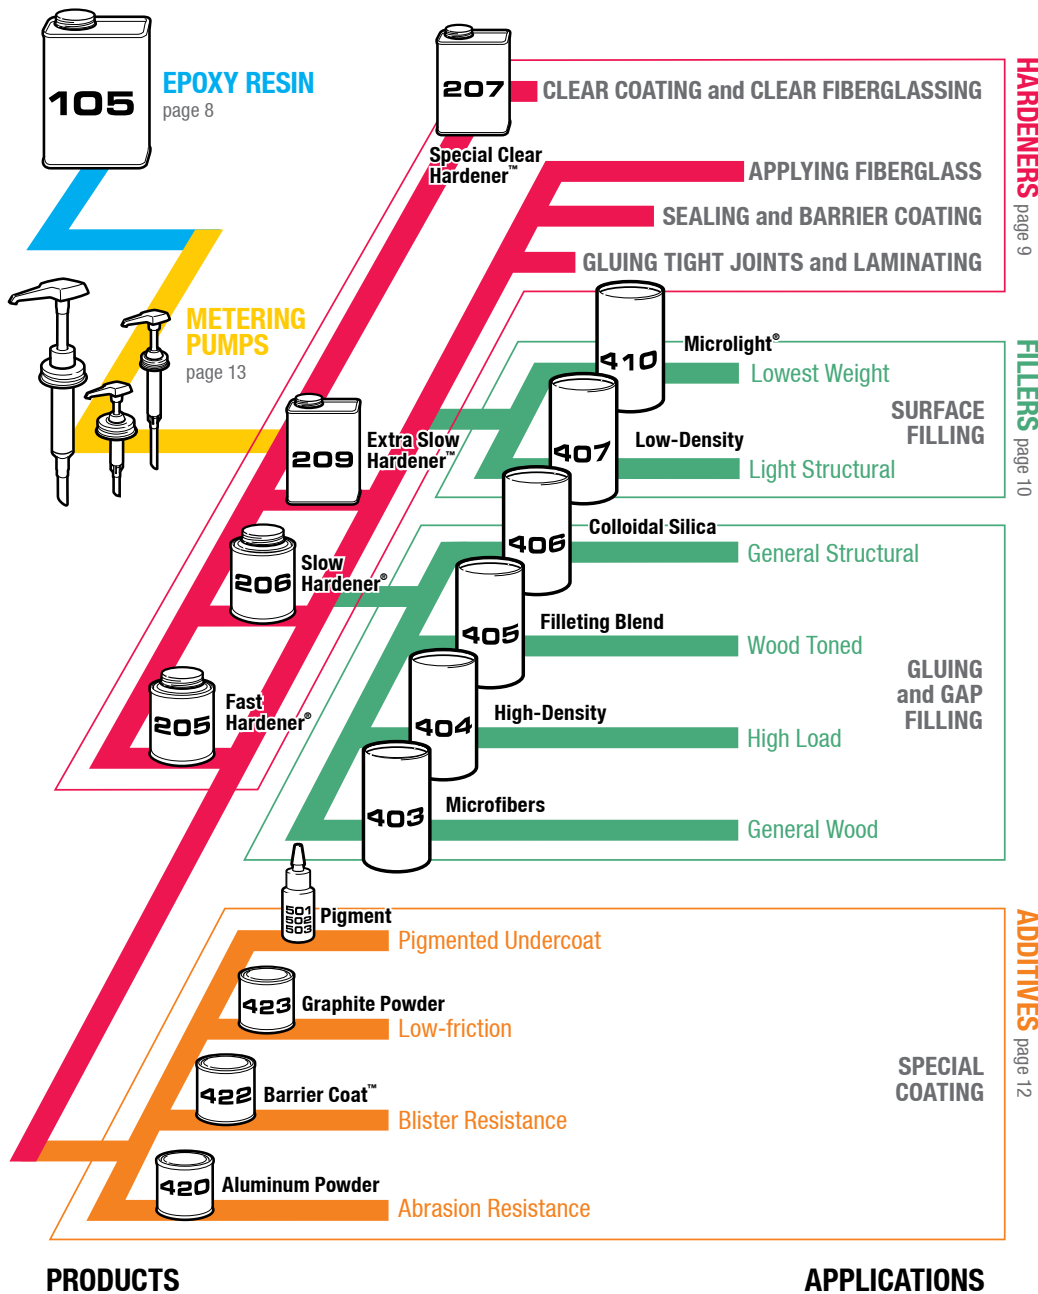 105
EPOXY RESIN
page 8
207
CLEAR COATING and CLEAR FIBERGLASSING
Special Clear
Hardener™
APPLYING FIBERGLASS
SEALING and BARRIER COATING
GLUING TIGHT JOINTS and LAMINATING
HARDENERS page 9
METERING
PUMPS
page 13
410
Microlight®
Lowest Weight
SURFACE
FILLING
FILLERS page 10
209
Extra Slow
Hardener™
407
Low-Density
Light Structural
206
Slow
Hardener®
406
Colloidal Silica
General Structural
405
Filleting Blend
Wood Toned
GLUING
and GAP
FILLING
205
Fast
Hardener®
404
High-Density
High Load
403
Microfibers
General Wood
501
502
503
Pigment
Pigmented Undercoat
ADDITIVES page 12
423
Graphite Powder
Low-friction
SPECIAL
COATING
422
Barrier Coat™
Blister Resistance
420
Aluminum Powder
Abrasion Resistance
PRODUCTS
APPLICATIONS